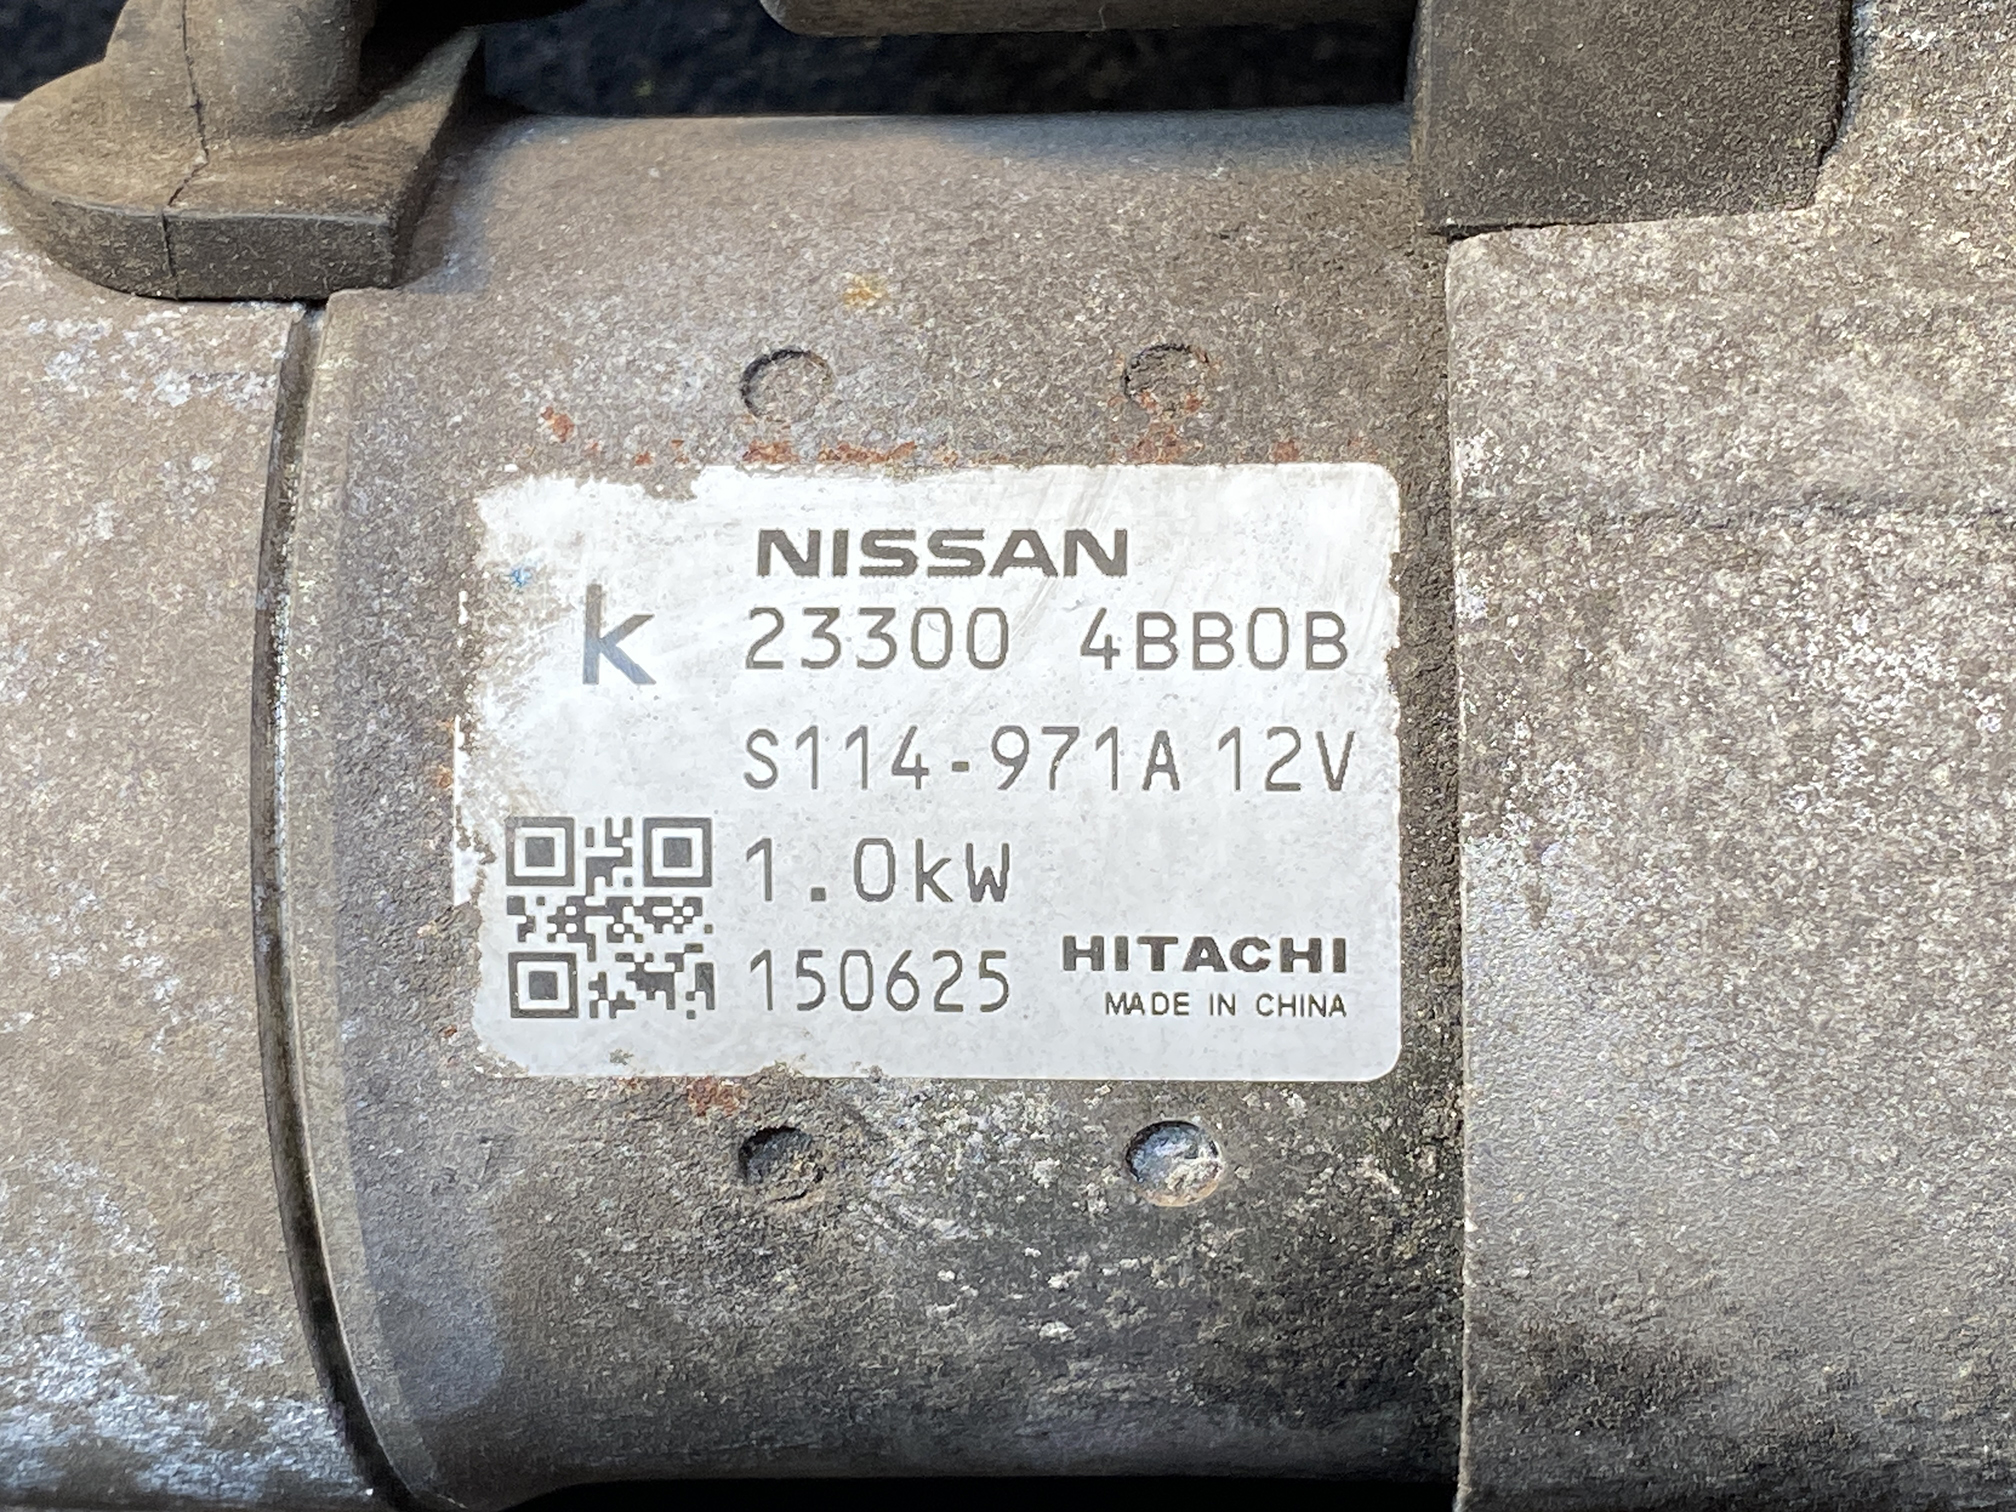 NISSAN
k 23300 4BB0B
S114-971A 12V
1.0kW
150625 HITACHI
MADE IN CHINA